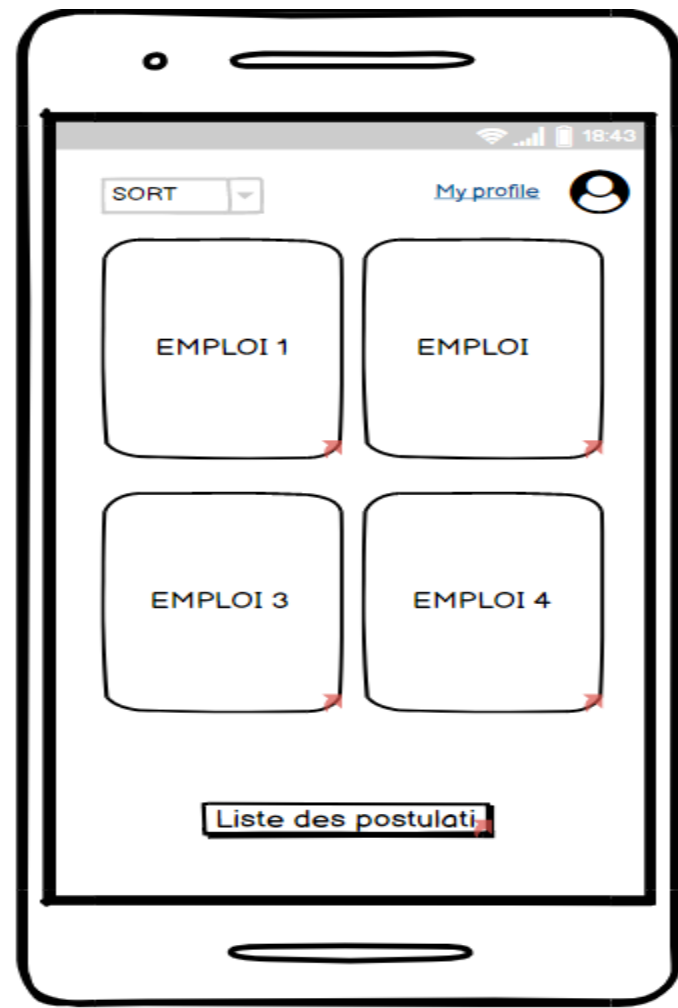 18:43
SORT
My profile
EMPLOI 1
EMPLOI
EMPLOI 3
EMPLOI 4
Liste des postulati